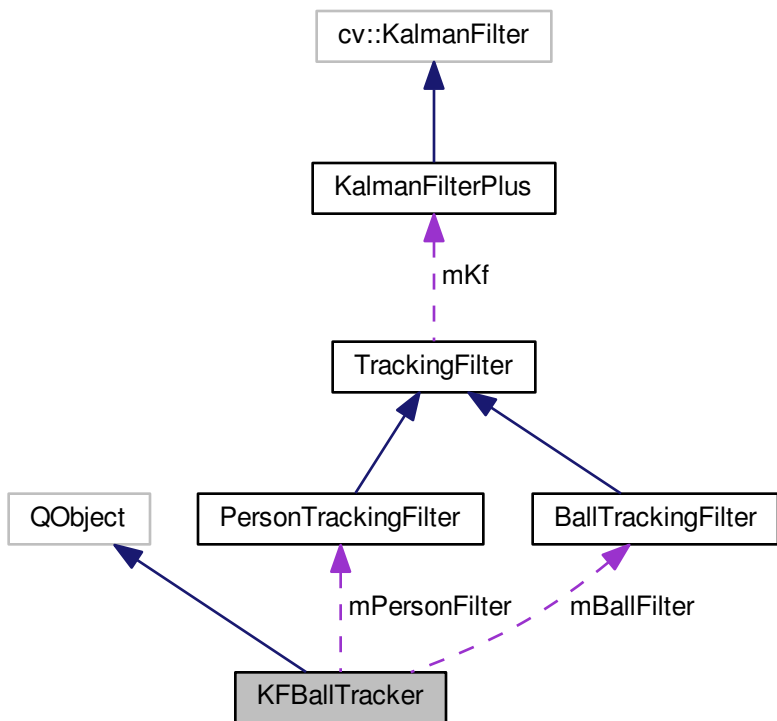 cv::KalmanFilter
KalmanFilterPlus
mKf
TrackingFilter
QObject
PersonTrackingFilter
BallTrackingFilter
mPersonFilter
mBallFilter
KFBallTracker